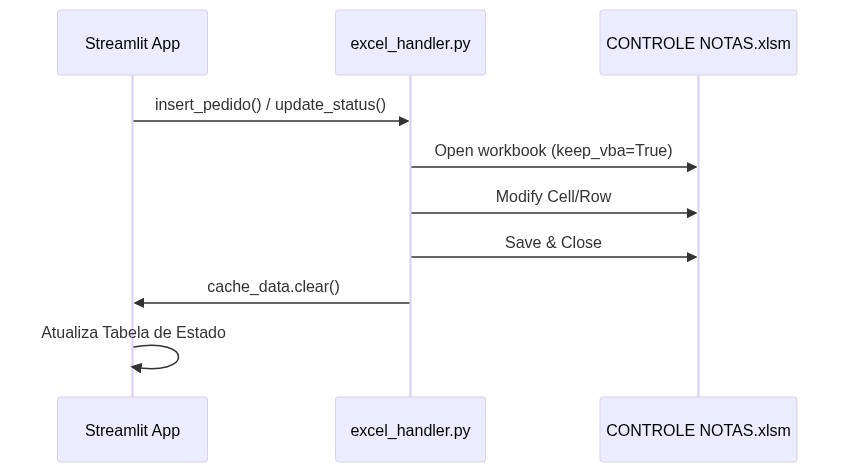 Streamlit App
excel_handler.py
CONTROLE NOTAS.xlsm
insert_pedido() / update_status()
Open workbook (keep_vba=True)
Modify Cell/Row
Save & Close
cache_data.clear()
Atualiza Tabela de Estado
Streamlit App
excel_handler.py
CONTROLE NOTAS.xlsm